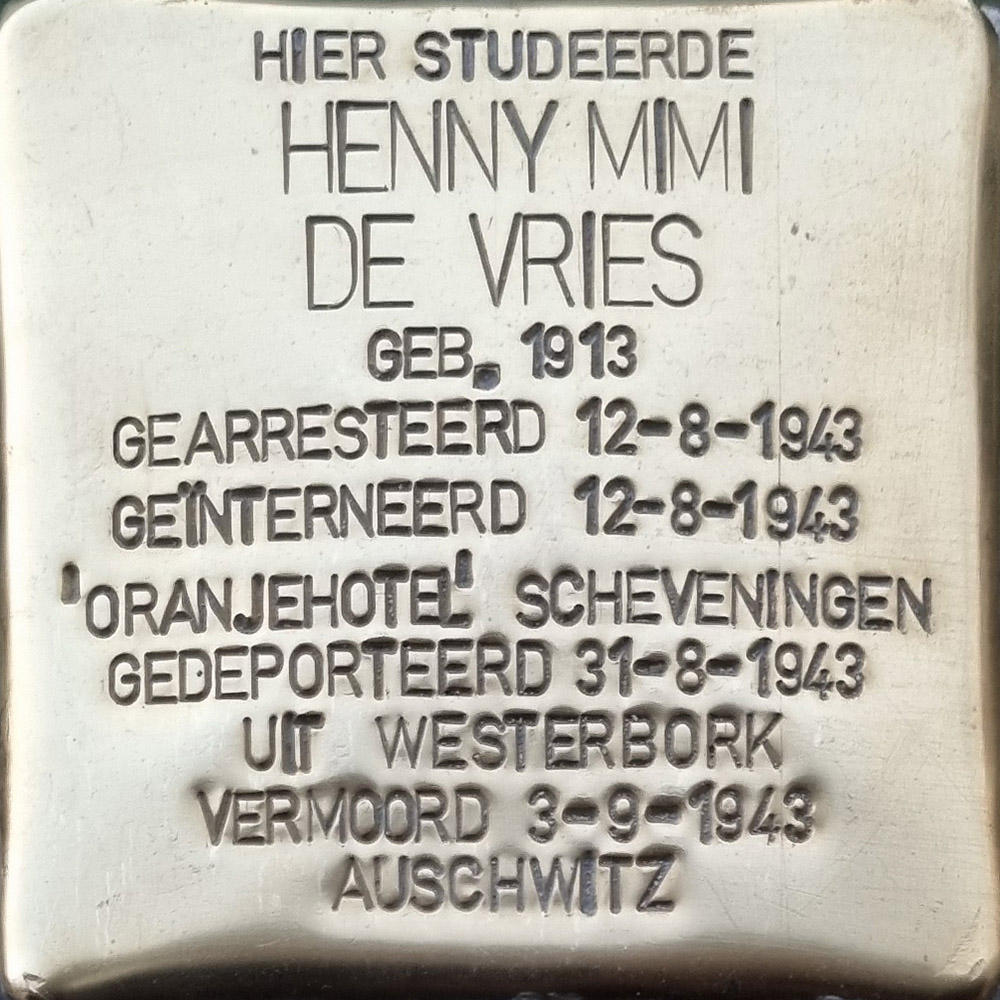 HIER STUDEERDE
HENNY MIMI
DE VRIES
GEB. 1913
GEARRESTEERD 12-8-1943
GEÏNTERNEERD 12-8-1943
'ORANJEHOTEL' SCHEVENINGEN
GEDEPORTEERD 31-8-1943
UIT WESTERBORK
VERMOORD 3-9-1943
AUSCHWITZ